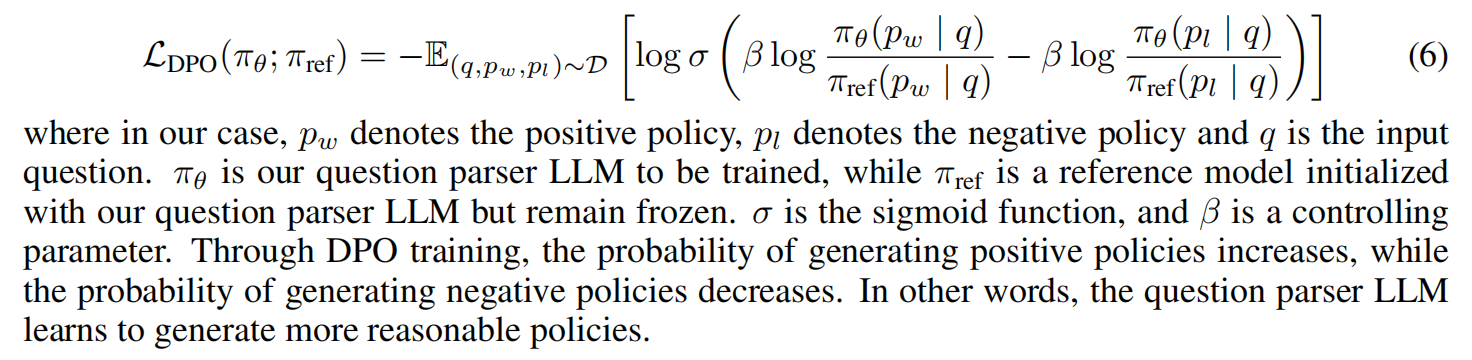 $$\mathcal{L}_{\text{DPO}}(\pi_\theta; \pi_{\text{ref}}) = -\mathbb{E}_{(q,p_w,p_l)\sim\mathcal{D}} \left[ \log \sigma \left( \beta \log \frac{\pi_\theta(p_w \mid q)}{\pi_{\text{ref}}(p_w \mid q)} - \beta \log \frac{\pi_\theta(p_l \mid q)}{\pi_{\text{ref}}(p_l \mid q)} \right) \right] \quad (6)$$
where in our case, $p_w$ denotes the positive policy, $p_l$ denotes the negative policy and $q$ is the input
question. $\pi_\theta$ is our question parser LLM to be trained, while $\pi_{\text{ref}}$ is a reference model initialized
with our question parser LLM but remain frozen. $\sigma$ is the sigmoid function, and $\beta$ is a controlling
parameter. Through DPO training, the probability of generating positive policies increases, while
the probability of generating negative policies decreases. In other words, the question parser LLM
learns to generate more reasonable policies.